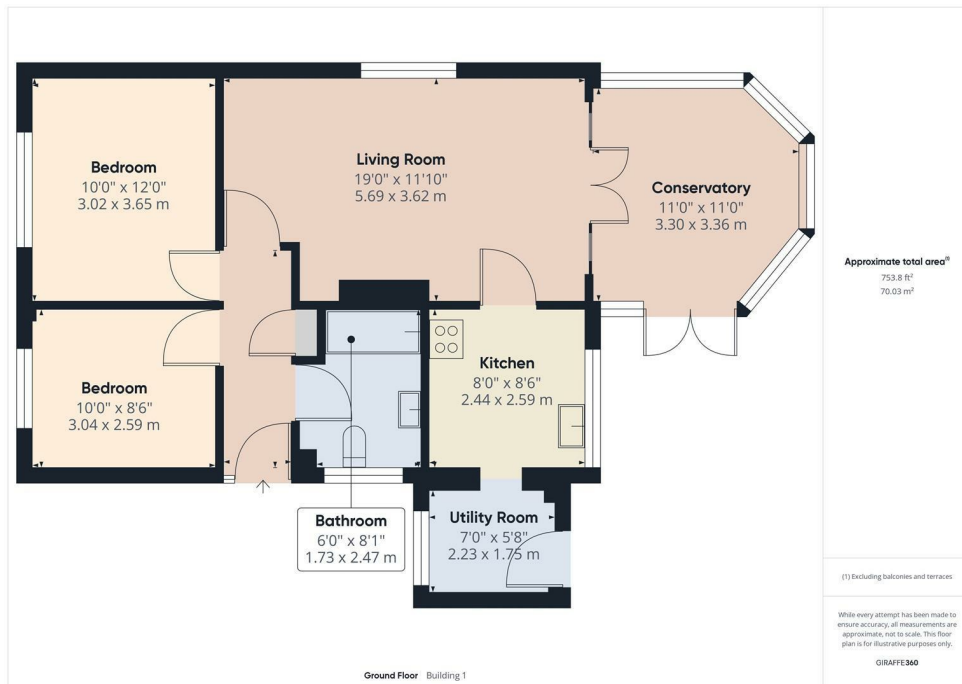 Bedroom
10'0" x 12'0"
3.02 x 3.65 m
Living Room
19'0" x 11'10"
5.69 x 3.62 m
Conservatory
11'0" x 11'0"
3.30 x 3.36 m
Bedroom
10'0" x 8'6"
3.04 x 2.59 m
Kitchen
8'0" x 8'6"
2.44 x 2.59 m
Bathroom
6'0" x 8'1"
1.73 x 2.47 m
Utility Room
7'0" x 5'8"
2.23 x 1.75 m
Ground Floor Building 1
Approximate total area(1)
753.8 ft²
70.03 m²
(1) Excluding balconies and terraces
While every attempt has been made to
ensure accuracy, all measurements are
approximate, not to scale. This floor
plan is for illustrative purposes only.
GIRAFFE360